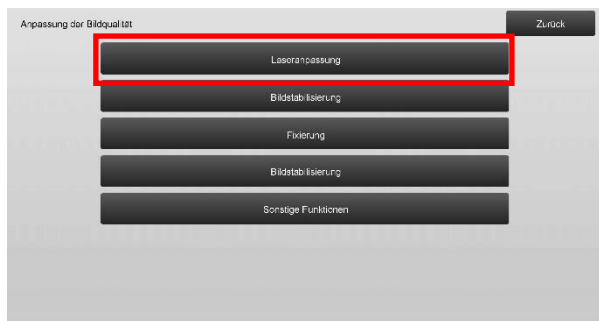 Anpassung der Bildqualität
Zurück
Laseranpassung
Bildstabilisierung
Fixierung
Bildstabilisierung
Sonstige Funktionen